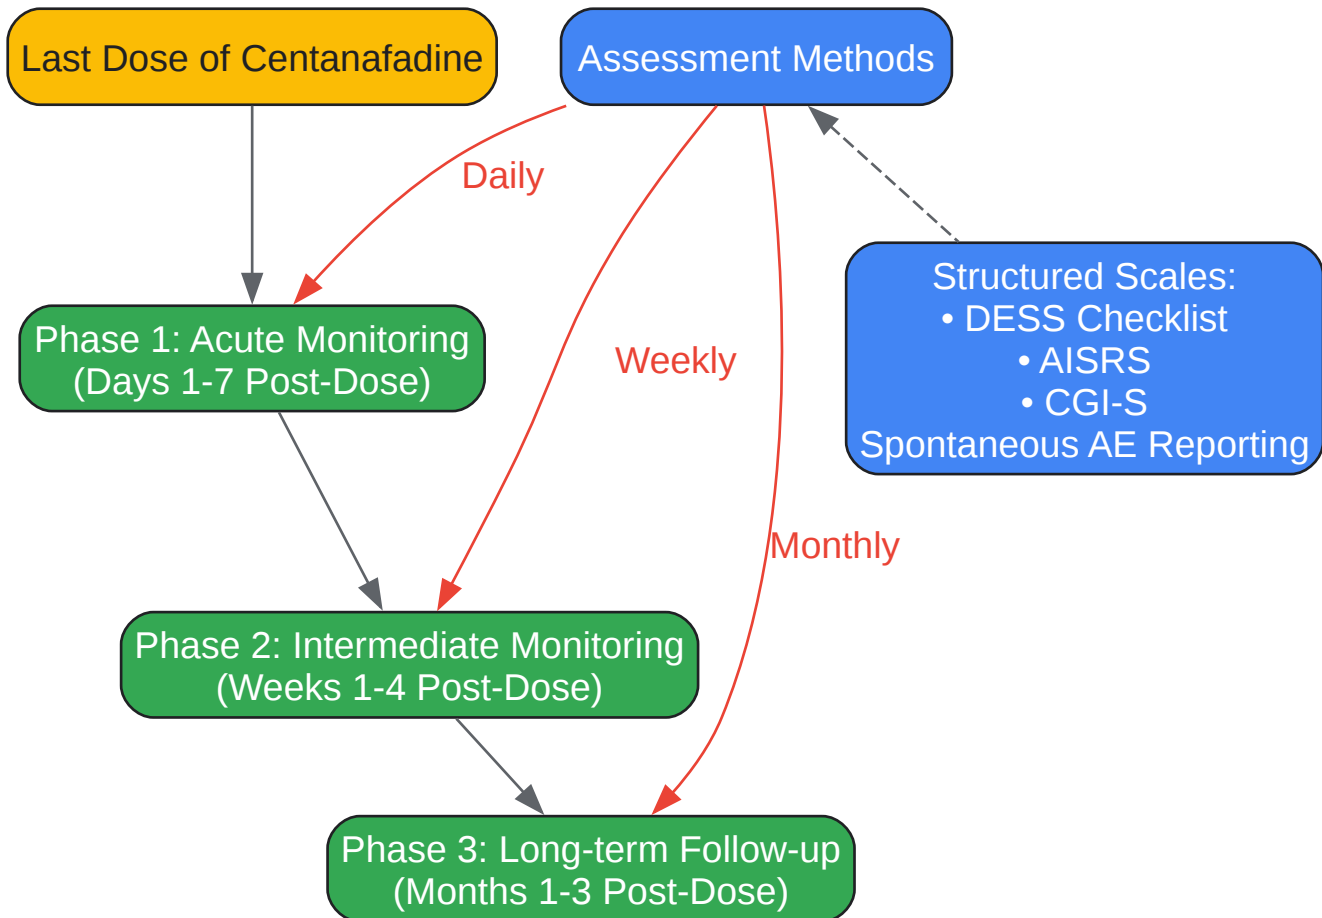 Last Dose of Centanafadine
Assessment Methods
Daily
Structured Scales:
• DESS Checklist
• AISRS
• CGI-S
Spontaneous AE Reporting
Phase 1: Acute Monitoring
(Days 1-7 Post-Dose)
Weekly
Monthly
Phase 2: Intermediate Monitoring
(Weeks 1-4 Post-Dose)
Phase 3: Long-term Follow-up
(Months 1-3 Post-Dose)